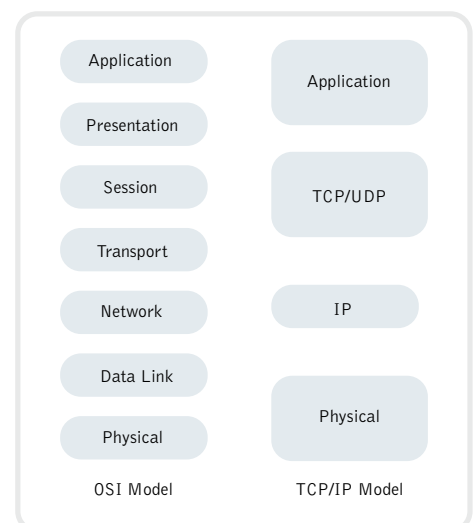 Application
Presentation
Session
Transport
Network
Data Link
Physical
OSI Model
Application
TCP/UDP
IP
Physical
TCP/IP Model